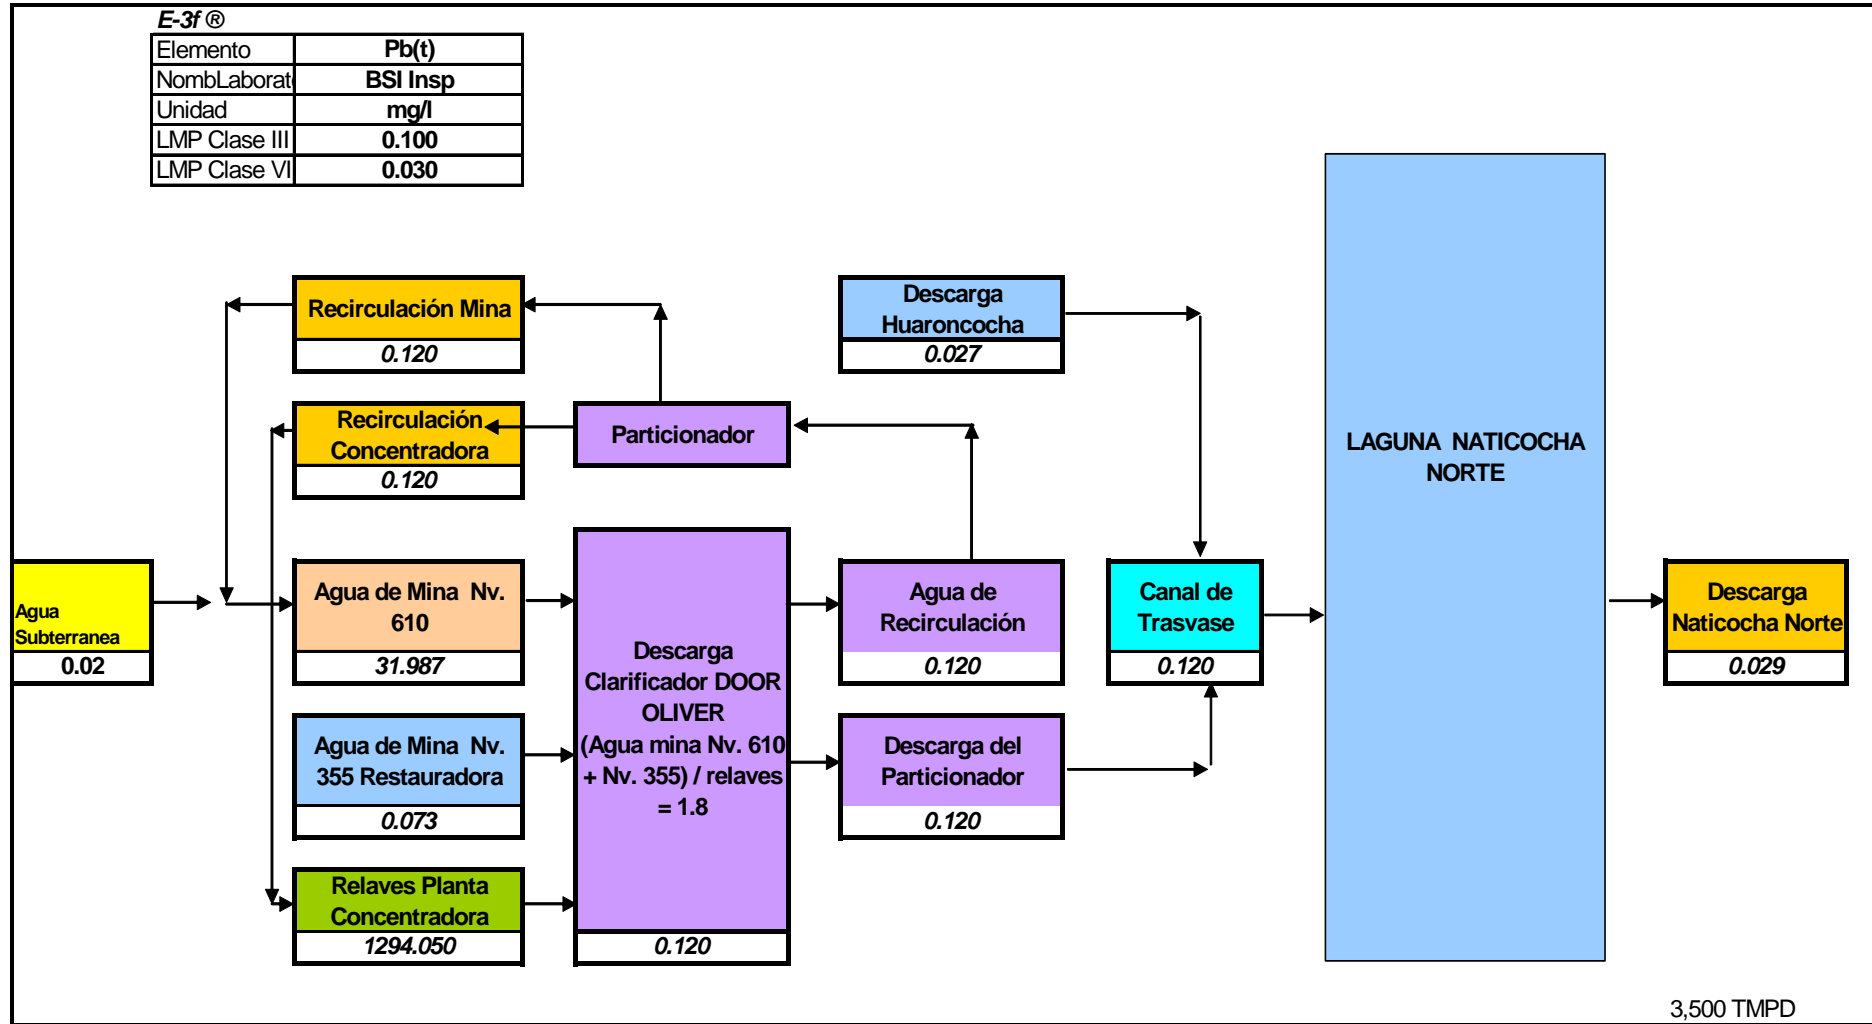 E-3f ®
Elemento Pb(t)
NombLaborat BSI Insp
Unidad mg/l
LMP Clase III 0.100
LMP Clase VI 0.030
Recirculación Mina
0.120
Descarga
Huaroncocha
0.027
Recirculación
Concentradora
0.120
Particionador
LAGUNA NATICOCHA
NORTE
Agua
Subterranea
0.02
Agua de Mina Nv.
610
31.987
Agua de Mina Nv.
355 Restauradora
0.073
Relaves Planta
Concentradora
1294.050
Descarga
Clarificador DOOR
OLIVER
(Agua mina Nv. 610
+ Nv. 355) / relaves
= 1.8
0.120
Agua de
Recirculación
0.120
Descarga del
Particionador
0.120
Canal de
Trasvase
0.120
Descarga
Naticocha Norte
0.029
3,500 TMPD